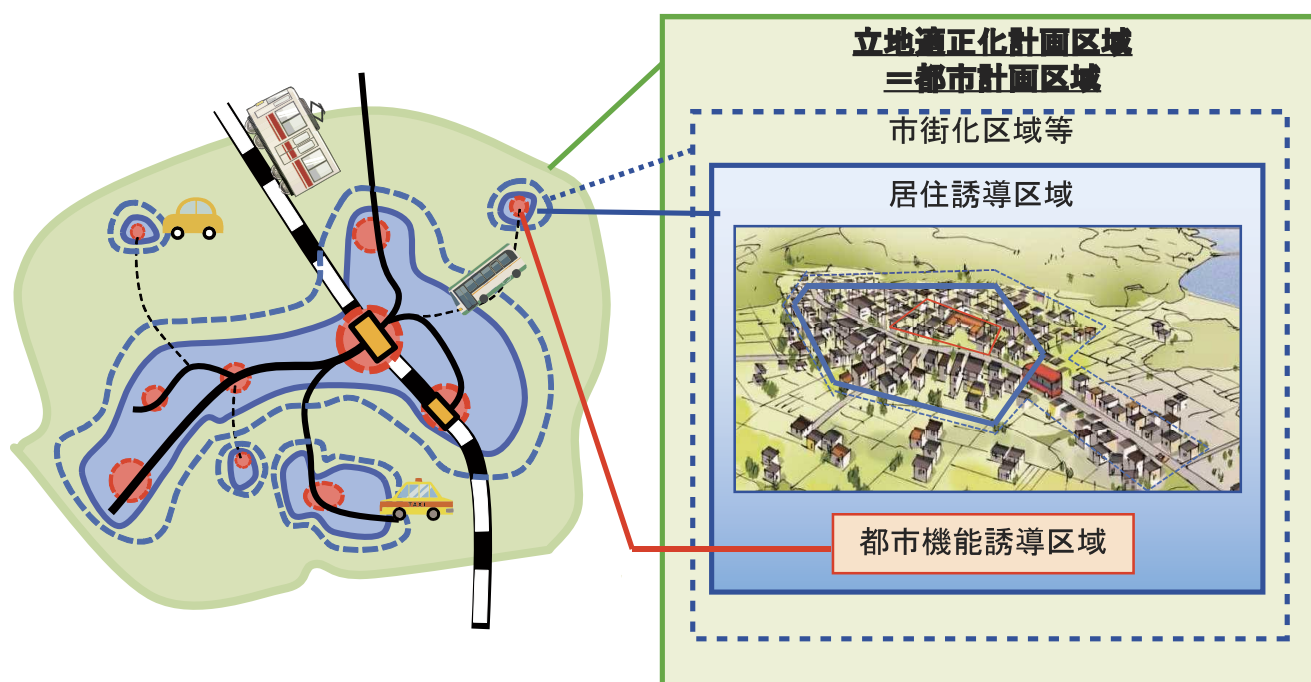 立地適正化計画区域
＝都市計画区域
市街化区域等
居住誘導区域
都市機能誘導区域
TAXI